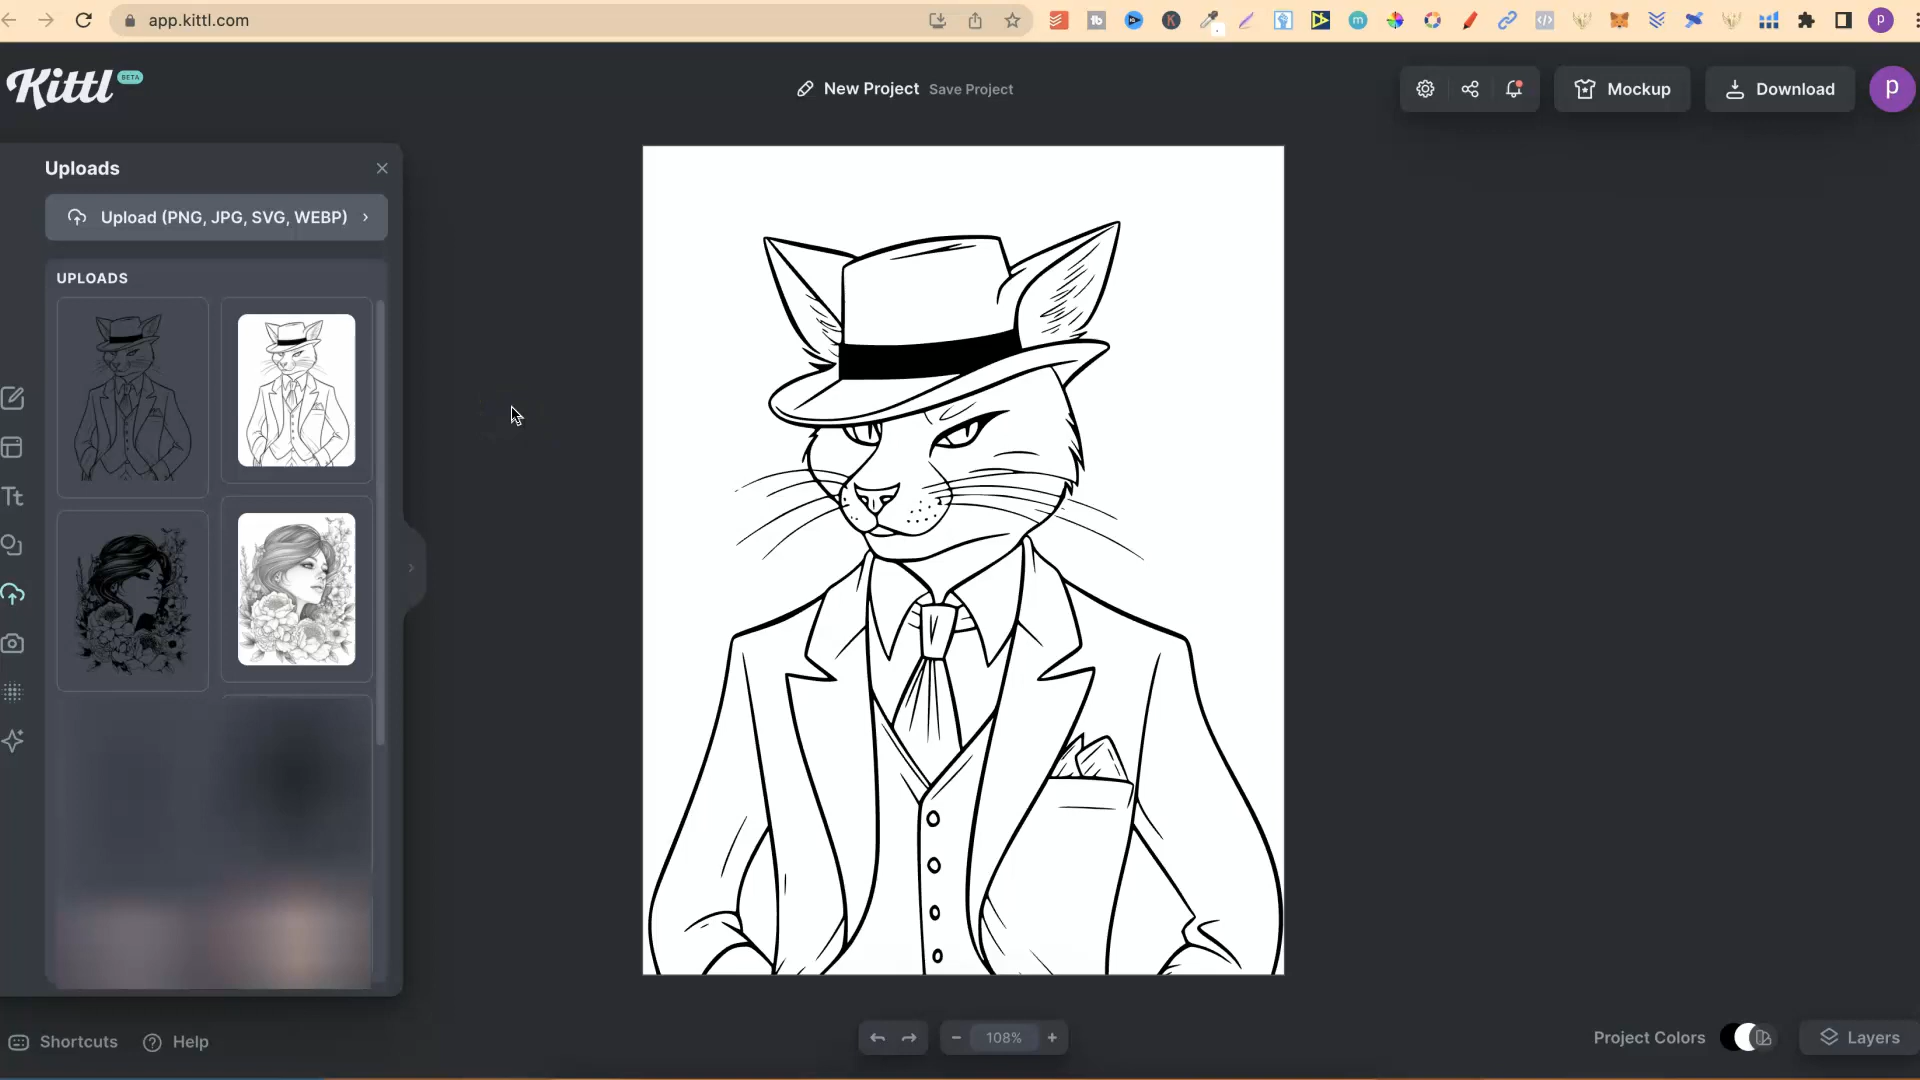 app.kittl.com
Kittl BETA
New Project Save Project
Mockup
Download
p
Uploads
Upload (PNG, JPG, SVG, WEBP)
UPLOADS
Tt
Shortcuts
Help
108%
Project Colors
Layers